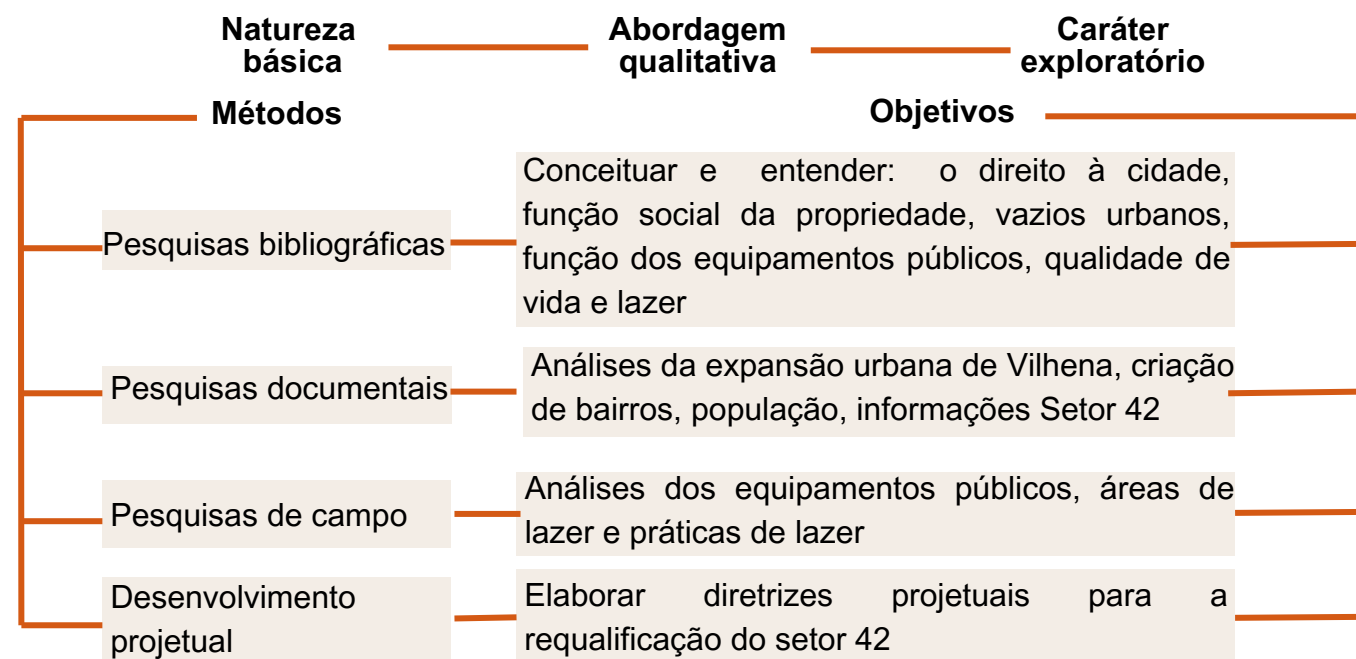 Natureza básica
Abordagem qualitativa
Caráter exploratório
Métodos
Objetivos
Pesquisas bibliográficas
Conceituar e entender: o direito à cidade,
função social da propriedade, vazios urbanos,
função dos equipamentos públicos, qualidade de
vida e lazer
Pesquisas documentais
Análises da expansão urbana de Vilhena, criação
de bairros, população, informações Setor 42
Pesquisas de campo
Análises dos equipamentos públicos, áreas de
lazer e práticas de lazer
Desenvolvimento
projetual
Elaborar diretrizes projetuais para a
requalificação do setor 42